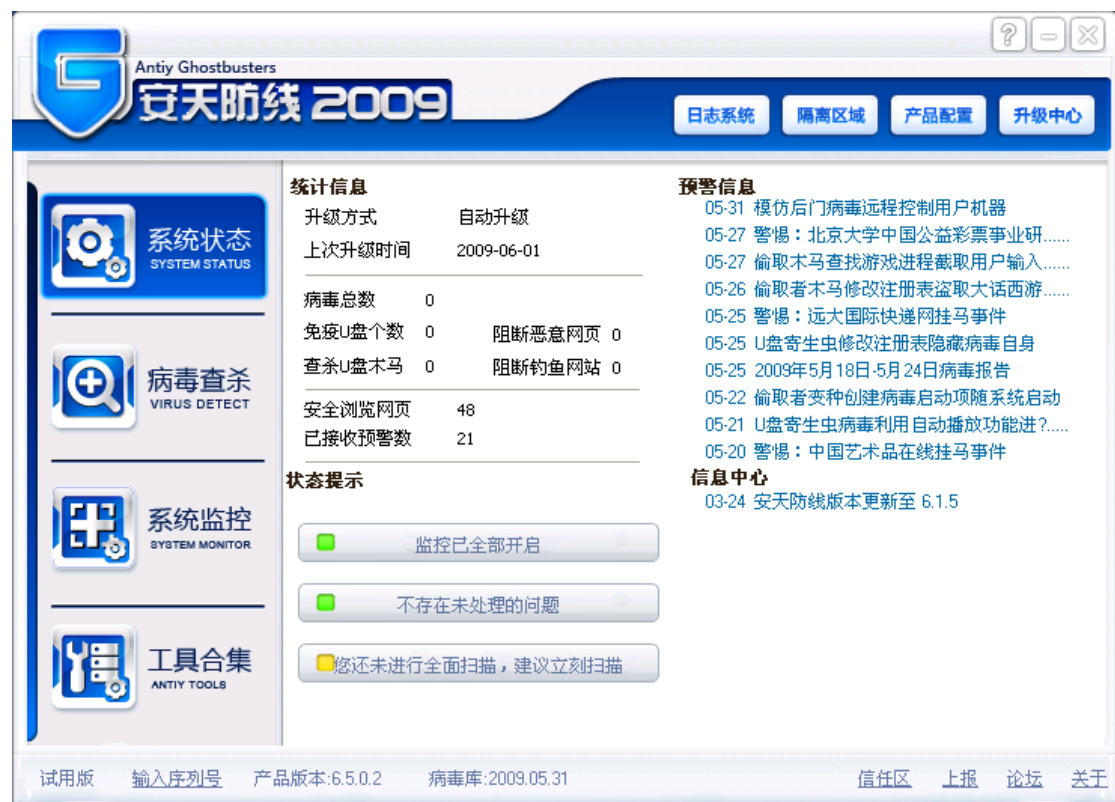 ?
Antiy Ghostbusters
安天防线 2009
日志系统 隔离区域 产品配置 升级中心
系统状态
SYSTEM STATUS
病毒查杀
VIRUS DETECT
系统监控
SYSTEM MONITOR
工具合集
ANTIY TOOLS
统计信息
升级方式 自动升级
上次升级时间 2009-06-01
病毒总数 0
免疫U盘个数 0 阻断恶意网页 0
查杀U盘木马 0 阻断钓鱼网站 0
安全浏览网页 48
已接收预警数 21
状态提示
监控已全部开启
不存在未处理的问题
您还未进行全面扫描，建议立刻扫描
预警信息
05-31 模仿后门病毒远程控制用户机器
05-27 警惕：北京大学中国公益彩票事业研......
05-27 偷取木马查找游戏进程截取用户输入......
05-26 偷取者木马修改注册表盗取大话西游......
05-25 警惕：远大国际快递网挂马事件
05-25 U盘寄生虫修改注册表隐藏病毒自身
05-25 2009年5月18日-5月24日病毒报告
05-22 偷取者变种创建病毒启动项随系统启动
05-21 U盘寄生虫病毒利用自动播放功能进?.....
05-20 警惕：中国艺术品在线挂马事件
信息中心
03-24 安天防线版本更新至 6.1.5
试用版 输入序列号 产品版本:6.5.0.2 病毒库:2009.05.31 信任区 上报 论坛 关于